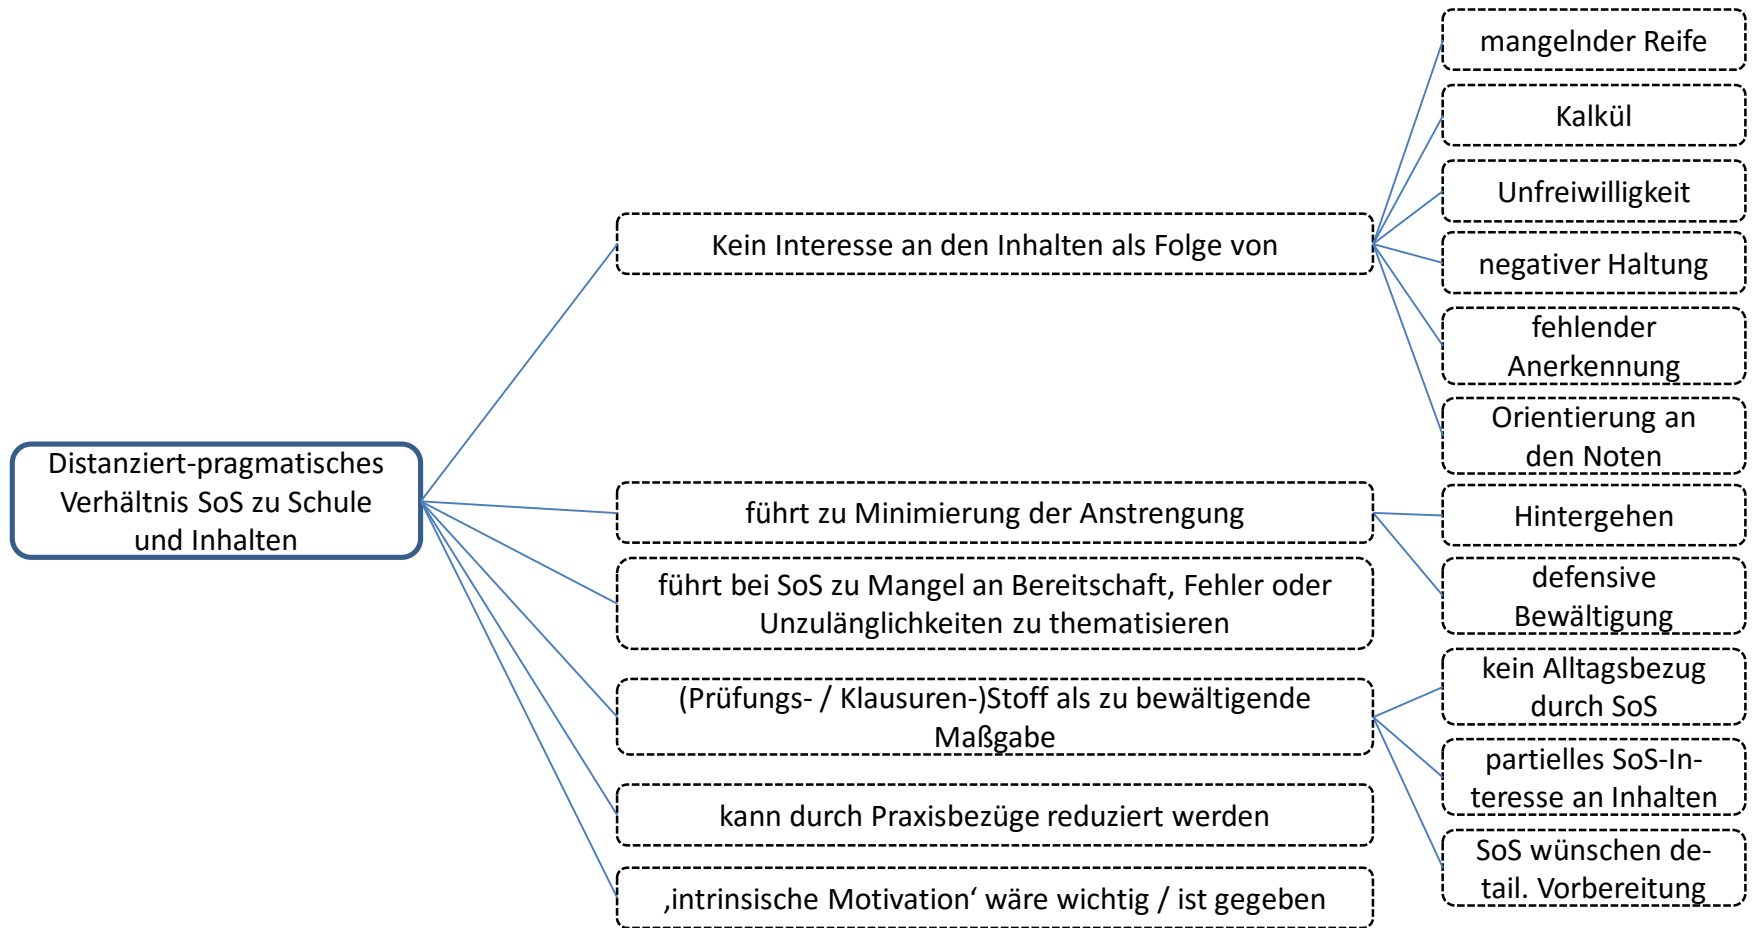 Distanziert-pragmatisches
Verhältnis SoS zu Schule
und Inhalten
Kein Interesse an den Inhalten als Folge von
mangelnder Reife
Kalkül
Unfreiwilligkeit
negativer Haltung
fehlender
Anerkennung
Orientierung an
den Noten
führt zu Minimierung der Anstrengung
Hintergehen
defensive
Bewältigung
führt bei SoS zu Mangel an Bereitschaft, Fehler oder
Unzulänglichkeiten zu thematisieren
(Prüfungs- / Klausuren-)Stoff als zu bewältigende
Maßgabe
kein Alltagsbezug
durch SoS
partielles SoS-In-
teresse an Inhalten
SoS wünschen de-
tail. Vorbereitung
kann durch Praxisbezüge reduziert werden
‚intrinsische Motivation‘ wäre wichtig / ist gegeben